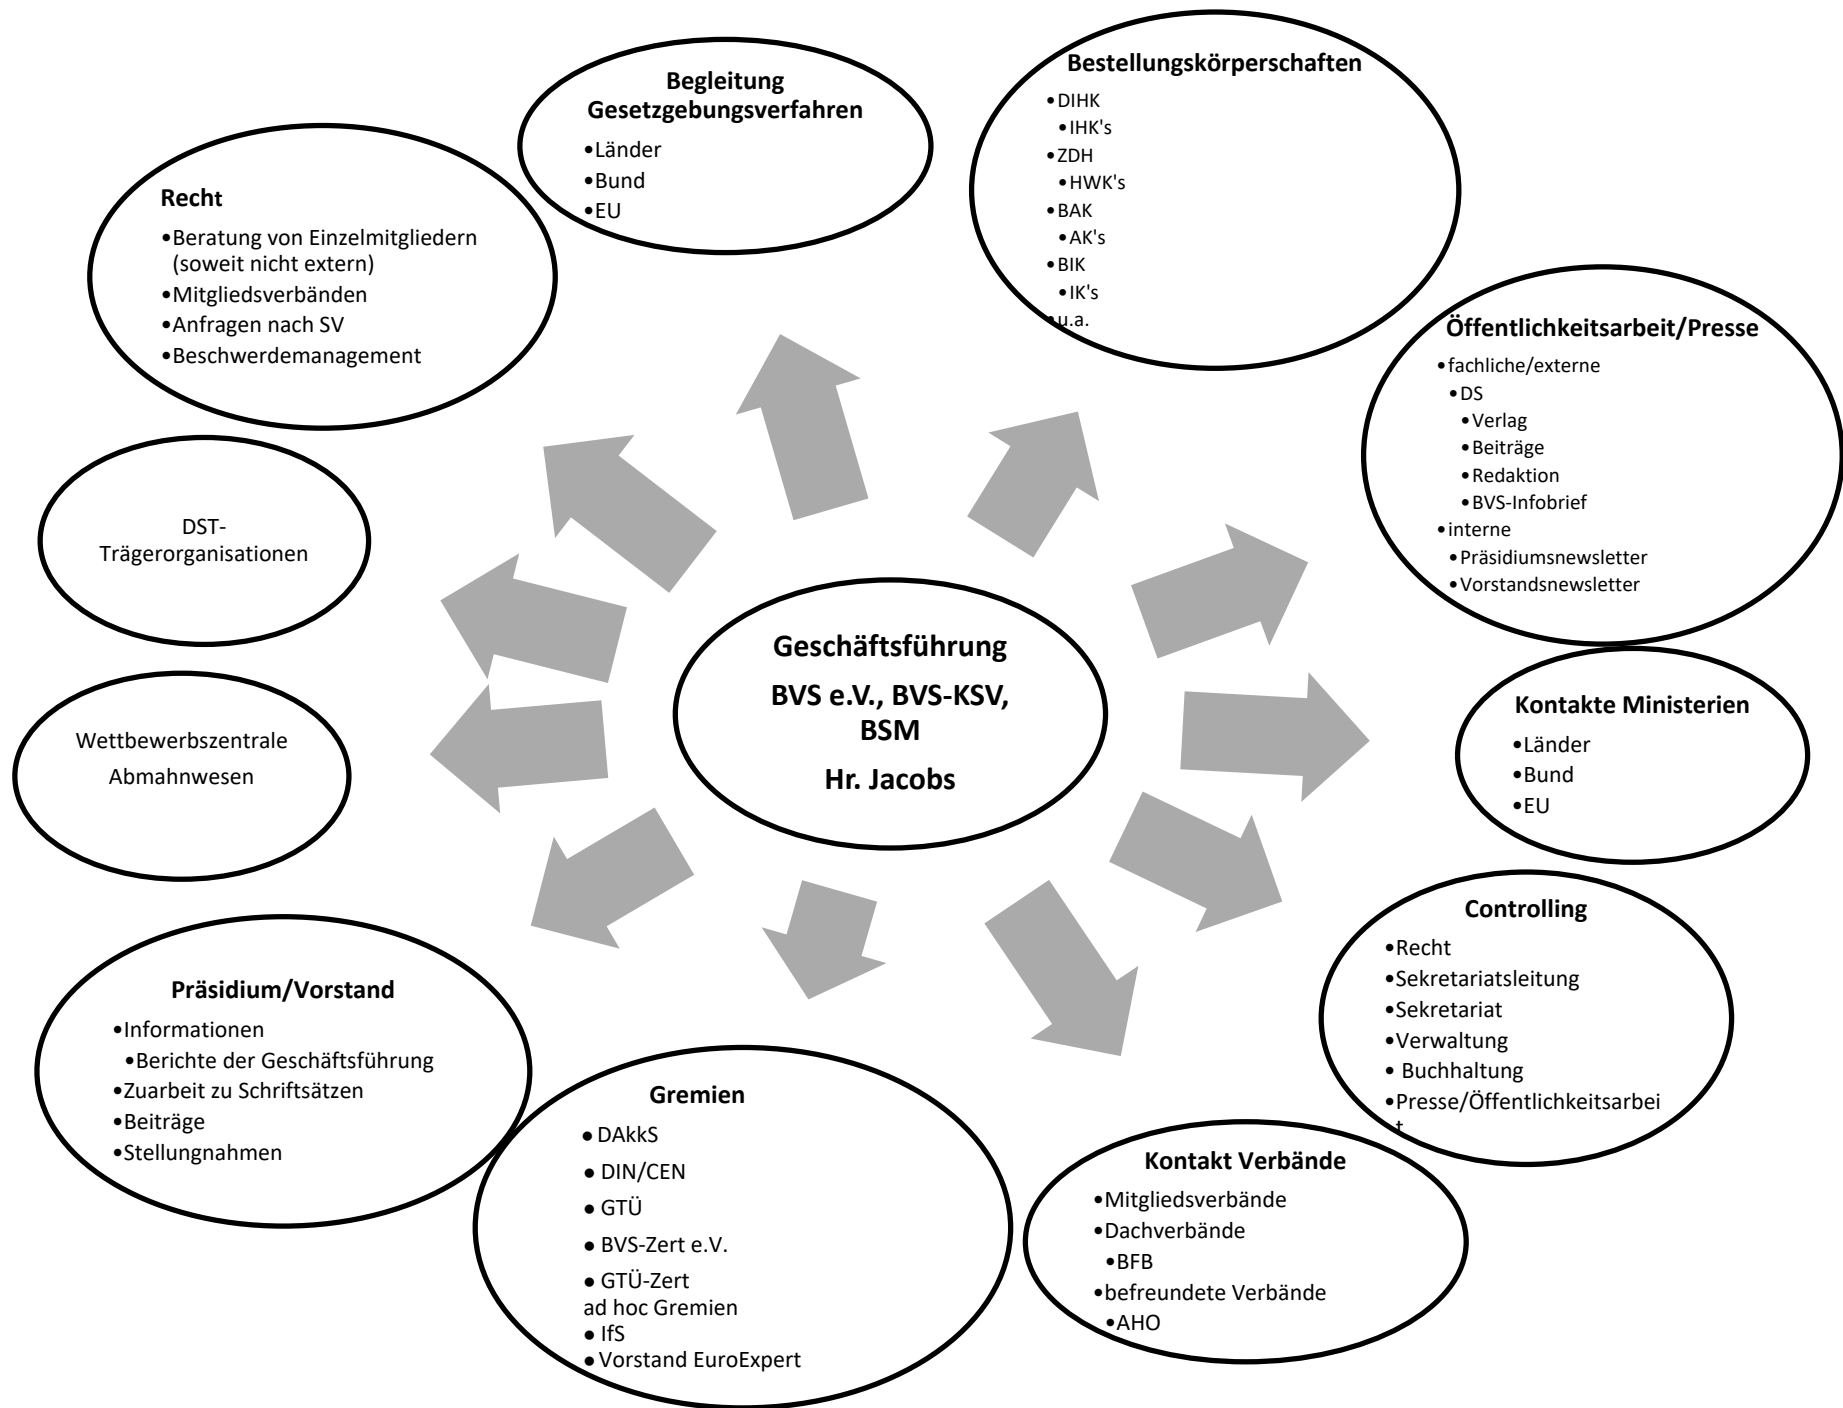 Begleitung
Gesetzgebungsverfahren
•Länder
•Bund
•EU
Bestellungskörperschaften
•DIHK
•IHK's
•ZDH
•HWK's
•BAK
•AK's
•BIK
•IK's
•u.a.
Recht
•Beratung von Einzelmitgliedern
(soweit nicht extern)
•Mitgliedsverbänden
•Anfragen nach SV
•Beschwerdemanagement
Öffentlichkeitsarbeit/Presse
•fachliche/externe
•DS
•Verlag
•Beiträge
•Redaktion
•BVS-Infobrief
•interne
•Präsidiumsnewsletter
•Vorstandsnewsletter
DST-
Trägerorganisationen
Geschäftsführung
BVS e.V., BVS-KSV,
BSM
Hr. Jacobs
Kontakte Ministerien
•Länder
•Bund
•EU
Wettbewerbszentrale
Abmahnwesen
Controlling
•Recht
•Sekretariatsleitung
•Sekretariat
•Verwaltung
• Buchhaltung
•Presse/Öffentlichkeitsarbei
t
Präsidium/Vorstand
•Informationen
•Berichte der Geschäftsführung
•Zuarbeit zu Schriftsätzen
•Beiträge
•Stellungnahmen
Gremien
• DAkkS
• DIN/CEN
• GTÜ
• BVS-Zert e.V.
• GTÜ-Zert
ad hoc Gremien
• IfS
• Vorstand EuroExpert
Kontakt Verbände
•Mitgliedsverbände
•Dachverbände
•BFB
•befreundete Verbände
•AHO